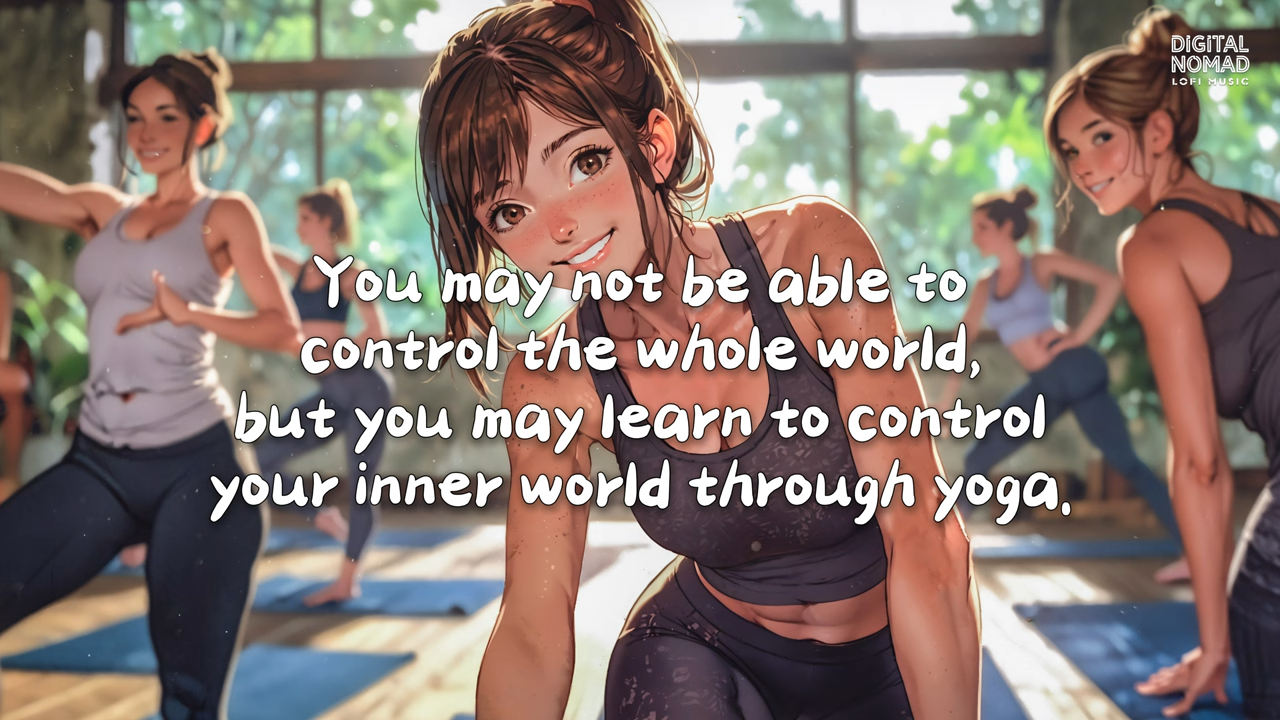 DIGITAL
NOMAD
LOFI MUSIC
You may not be able to
control the whole world,
but you may learn to control
your inner world through yoga.